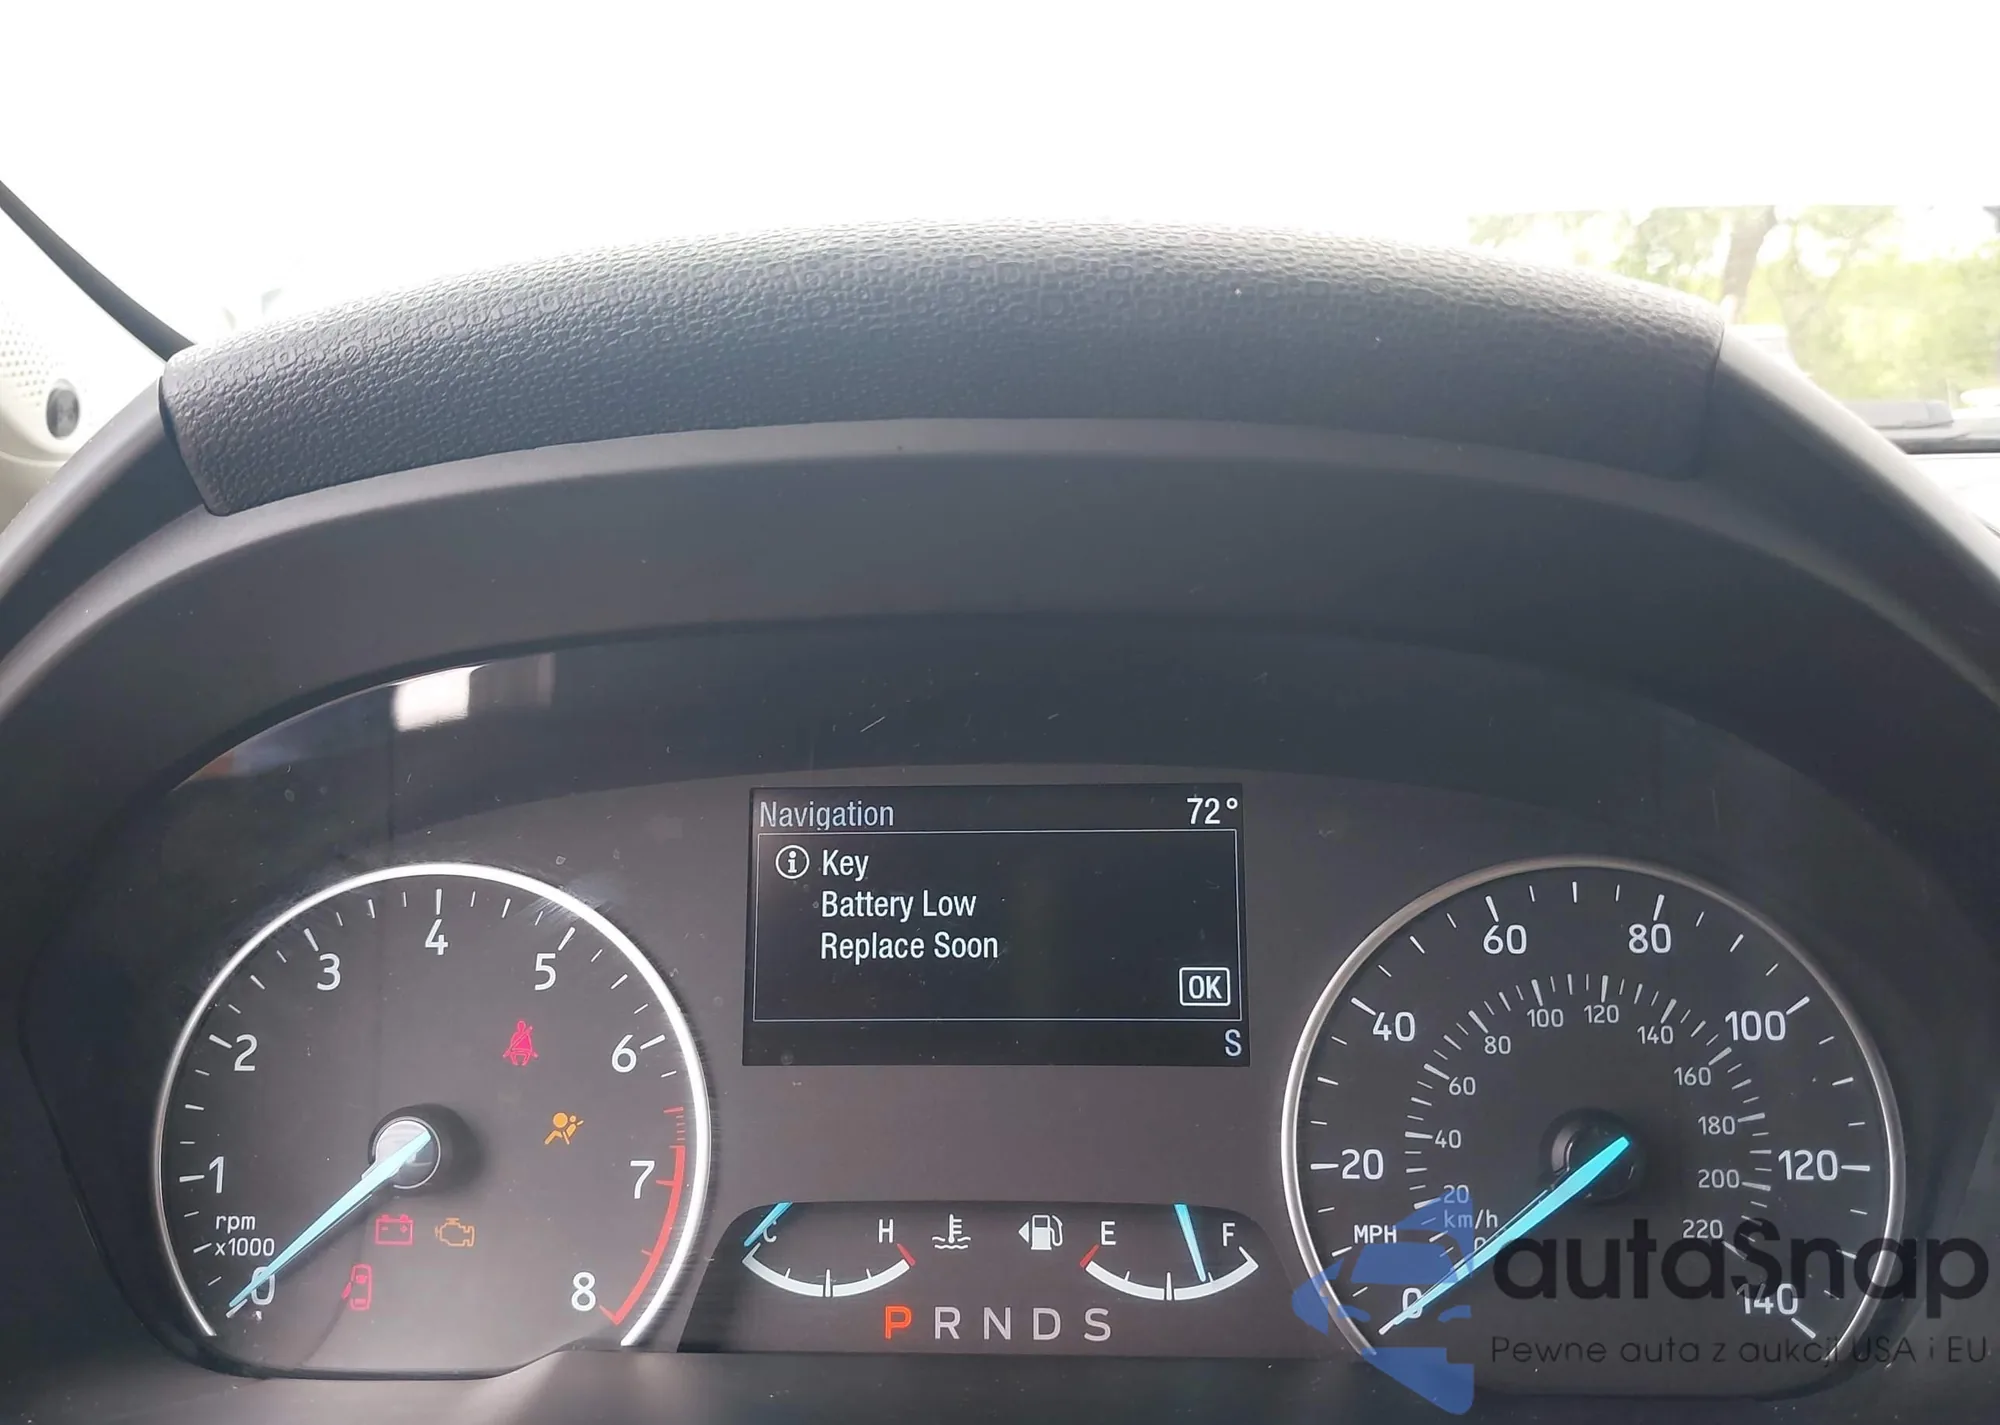 Navigation 72°
Key
Battery Low
Replace Soon
OK
S
0 1 2 3 4 5 6 7 8
rpm
x1000
C H
E F
P R N D S
0 20 40 60 80 100 120 140
MPH
0 20 40 60 80 100 120 140 160 180 200 220
km/h
autaSnap
Pewne auta z aukcji USA i EU